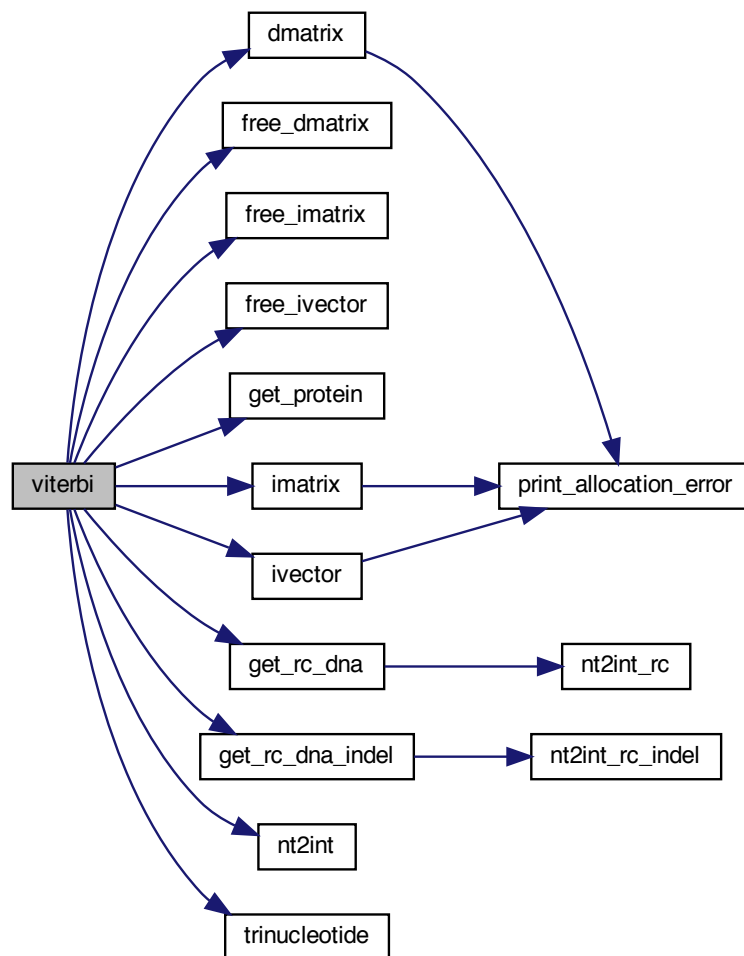 dmatrix
free_dmatrix
free_imatrix
free_ivector
get_protein
viterbi
imatrix
print_allocation_error
ivector
get_rc_dna
nt2int_rc
get_rc_dna_indel
nt2int_rc_indel
nt2int
trinucleotide